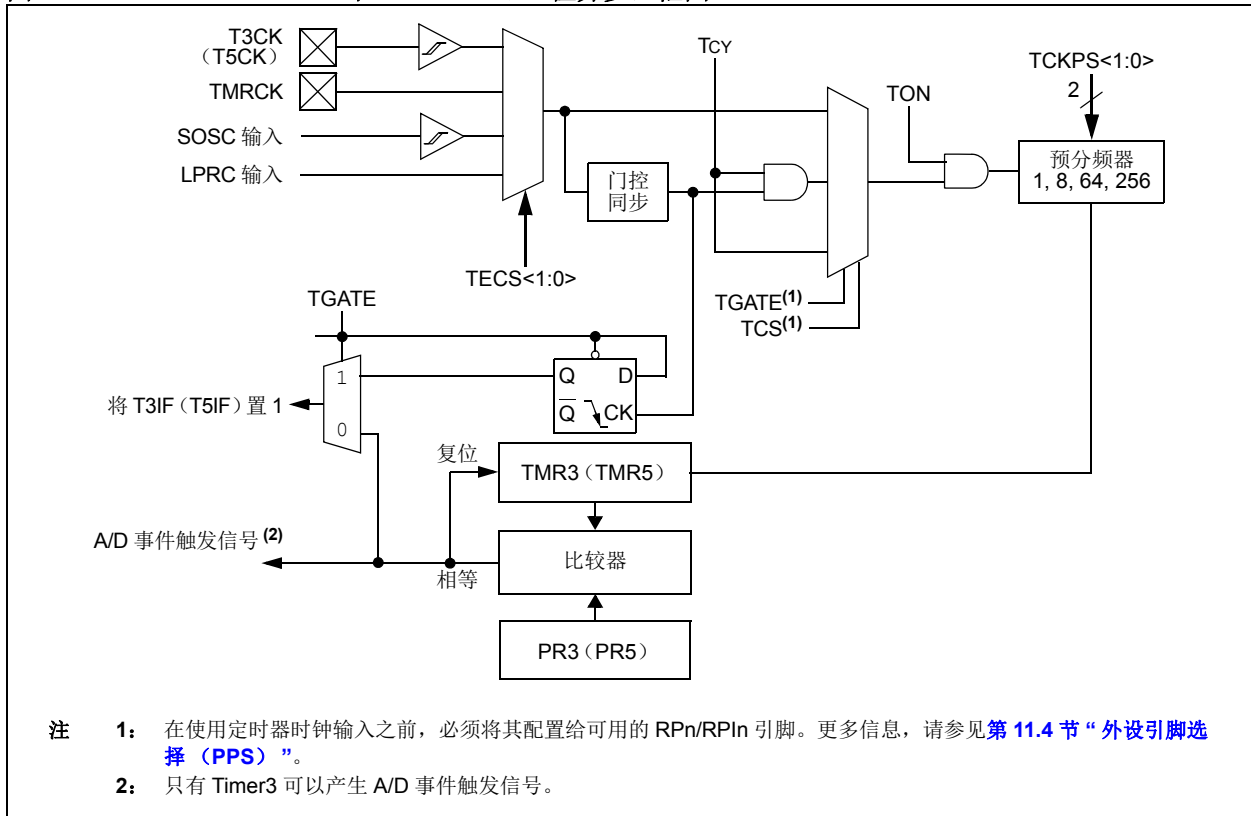 T3CK
（T5CK）
TMRCK
SOSC 输入
LPRC 输入
TECS<1:0>
门控
同步
TCY
TGATE(1)
TCS(1)
TON
TCKPS<1:0>
2
预分频器
1, 8, 64, 256
TGATE
1
0
将 T3IF（T5IF）置 1
Q D
Q CK
复位
TMR3（TMR5）
A/D 事件触发信号(2)
相等
比较器
PR3（PR5）
注 1： 在使用定时器时钟输入之前，必须将其配置给可用的 RPn/RPIn 引脚。更多信息，请参见第 11.4 节“ 外设引脚选
择 （PPS） ”。
2： 只有 Timer3 可以产生 A/D 事件触发信号。